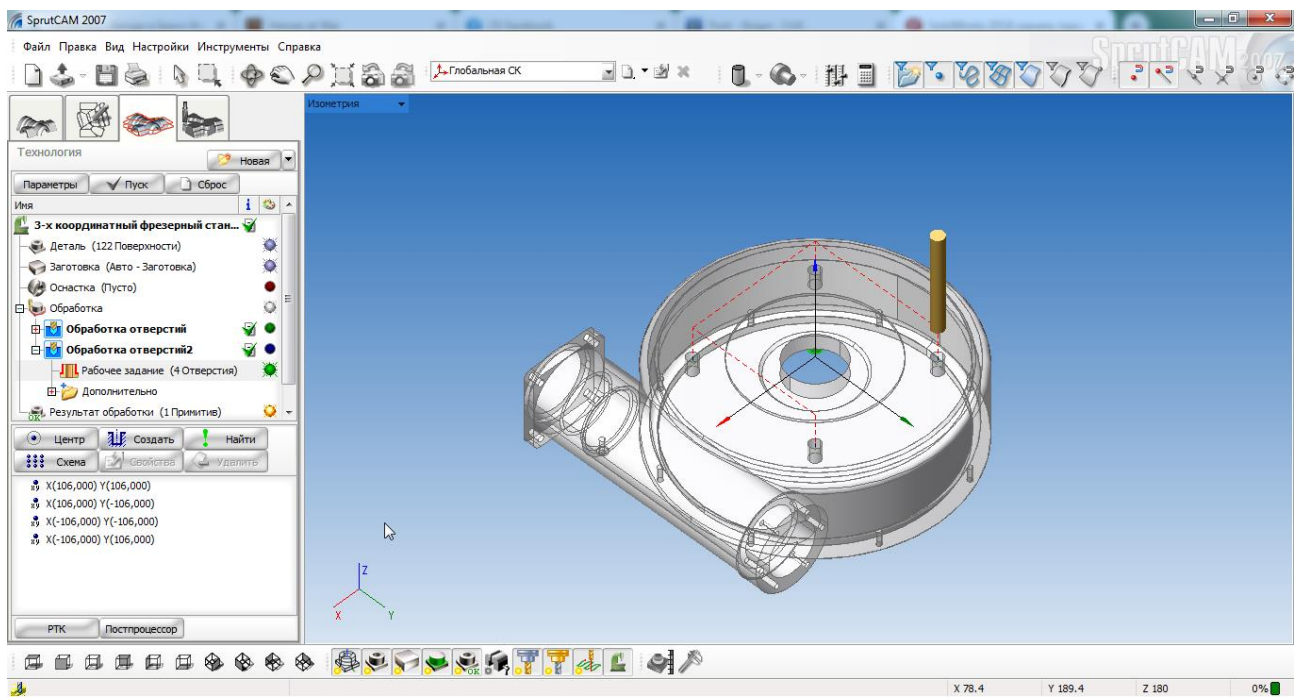 SprutCAM 2007
Файл Правка Вид Настройки Инструменты Справка
SprutCAM 2007
Глобальная СК
Изометрия
Технология
Новая
Параметры Пуск Сброс
Имя
3-х координатный фрезерный стан...
Деталь (122 Поверхности)
Заготовка (Авто - Заготовка)
Оснастка (Пусто)
Обработка
Обработка отверстий
Обработка отверстий2
Рабочее задание (4 Отверстия)
Дополнительно
Результат обработки (1 Примитив)
Центр Создать Найти
Схема Свойства Удалить
X(106,000) Y(106,000)
X(106,000) Y(-106,000)
X(-106,000) Y(-106,000)
X(-106,000) Y(106,000)
Z
X Y
РТК Постпроцессор
OK
X 78.4 Y 189.4 Z 180 0%